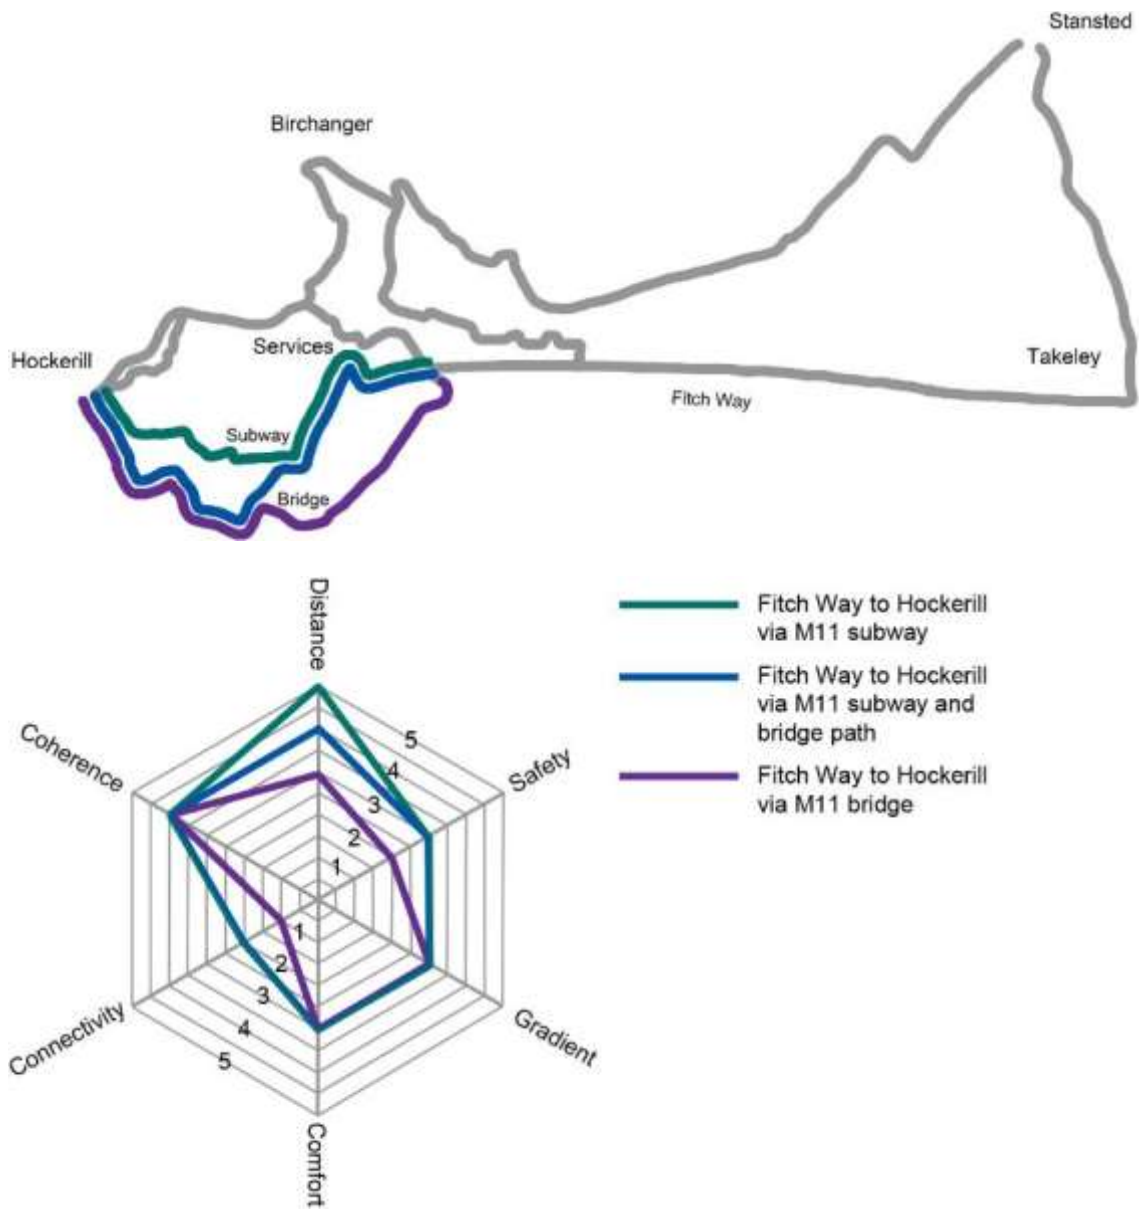 Stansted
Birchanger
Hockerill
Services
Takeley
Fitch Way
Subway
Bridge
Distance
Coherence
Safety
5
4
3
2
1
1
2
3
4
5
Connectivity
Gradient
Comfort
Fitch Way to Hockerill
via M11 subway
Fitch Way to Hockerill
via M11 subway and
bridge path
Fitch Way to Hockerill
via M11 bridge